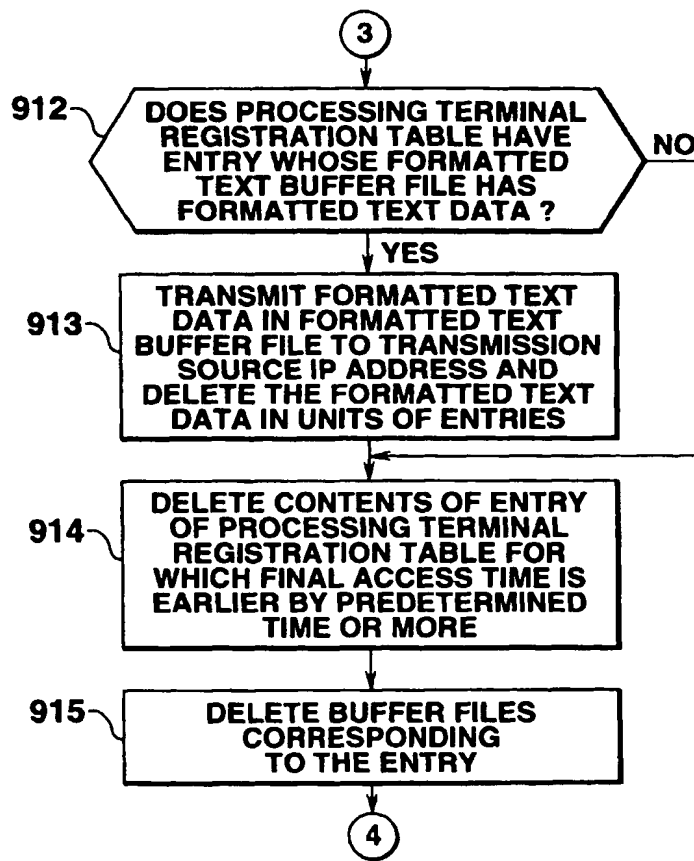 3
912
DOES PROCESSING TERMINAL
REGISTRATION TABLE HAVE
ENTRY WHOSE FORMATTED
TEXT BUFFER FILE HAS
FORMATTED TEXT DATA ?
NO
YES
913
TRANSMIT FORMATTED TEXT
DATA IN FORMATTED TEXT
BUFFER FILE TO TRANSMISSION
SOURCE IP ADDRESS AND
DELETE THE FORMATTED TEXT
DATA IN UNITS OF ENTRIES
914
DELETE CONTENTS OF ENTRY
OF PROCESSING TERMINAL
REGISTRATION TABLE FOR
WHICH FINAL ACCESS TIME IS
EARLIER BY PREDETERMINED
TIME OR MORE
915
DELETE BUFFER FILES
CORRESPONDING
TO THE ENTRY
4